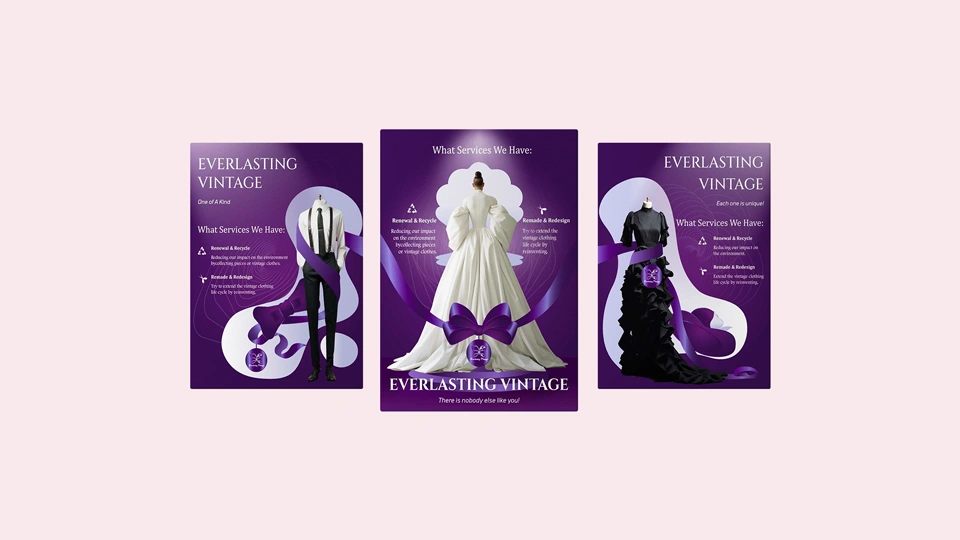 EVERLASTING
VINTAGE
One of A Kind
What Services We Have:
Renewal & Recycle
Reducing our impact on the environment
bycollecting pieces or vintage clothes.
Remade & Redesign
Try to extend the vintage clothing
life cycle by reinventing.
What Services We Have:
Renewal & Recycle
Reducing our impact
on the environment
bycollecting pieces
or vintage clothes.
Remade & Redesign
Try to extend the
vintage clothing
life cycle by
reinventing.
EVERLASTING VINTAGE
There is nobody else like you!
EVERLASTING
VINTAGE
Each one is unique!
What Services We Have:
Renewal & Recycle
Reducing our impact on
the environment.
Remade & Redesign
Extend the vintage clothing
life cycle by reinventing.